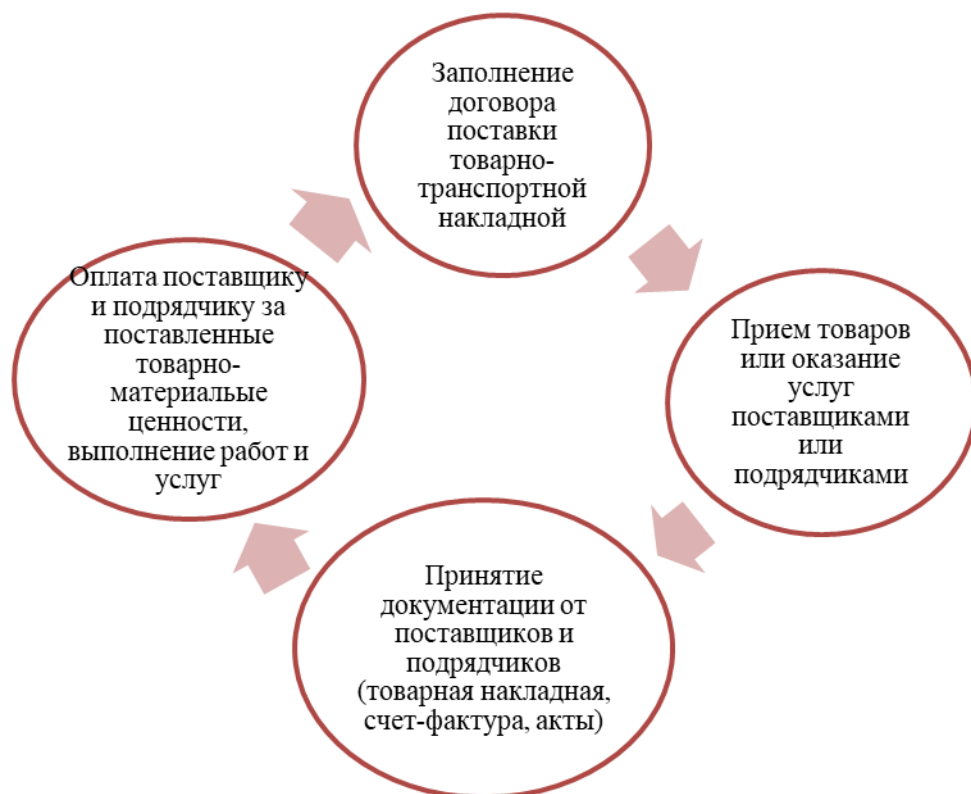 Заполнение
договора
поставки
товарно-
транспортной
накладной
Прием товаров
или оказание
услуг
поставщиками
или
подрядчиками
Принятие
документации от
поставщиков и
подрядчиков
(товарная накладная,
счет-фактура, акты)
Оплата поставщику
и подрядчику за
поставленные
товарно-
материалье
ценности,
выполнение работ и
услуг